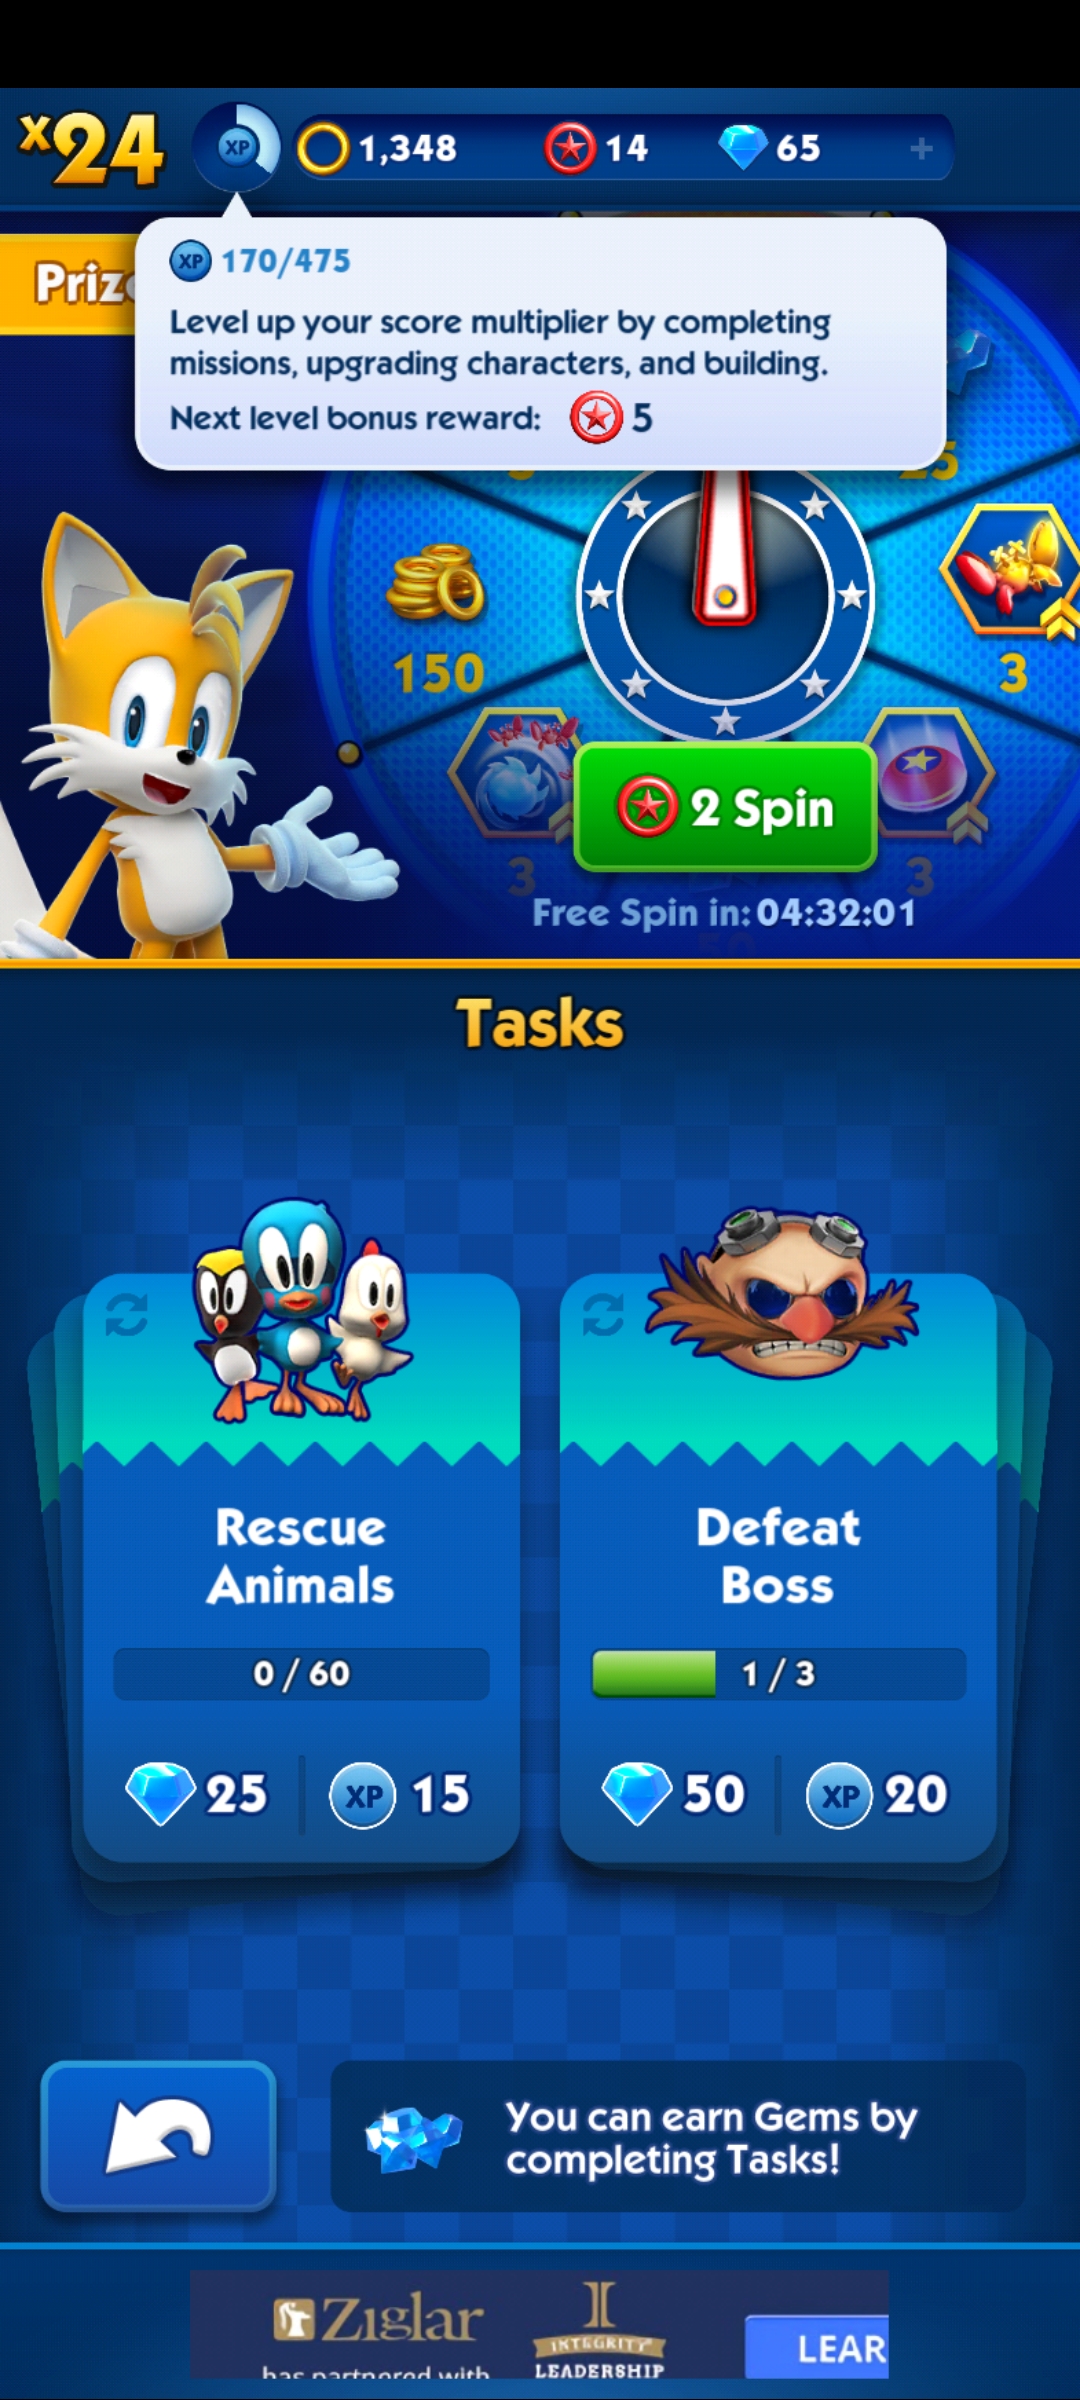 x24
XP
1,348
14
65
+
XP 170/475
Level up your score multiplier by completing
missions, upgrading characters, and building.
Next level bonus reward: 5
25
150
3
2 Spin
3
3
Free Spin in: 04:32:01
Tasks
Rescue
Animals
0 / 60
25
XP 15
Defeat
Boss
1 / 3
50
XP 20
You can earn Gems by
completing Tasks!
Ziglar
has partnered with
INTEGRITY
LEADERSHIP